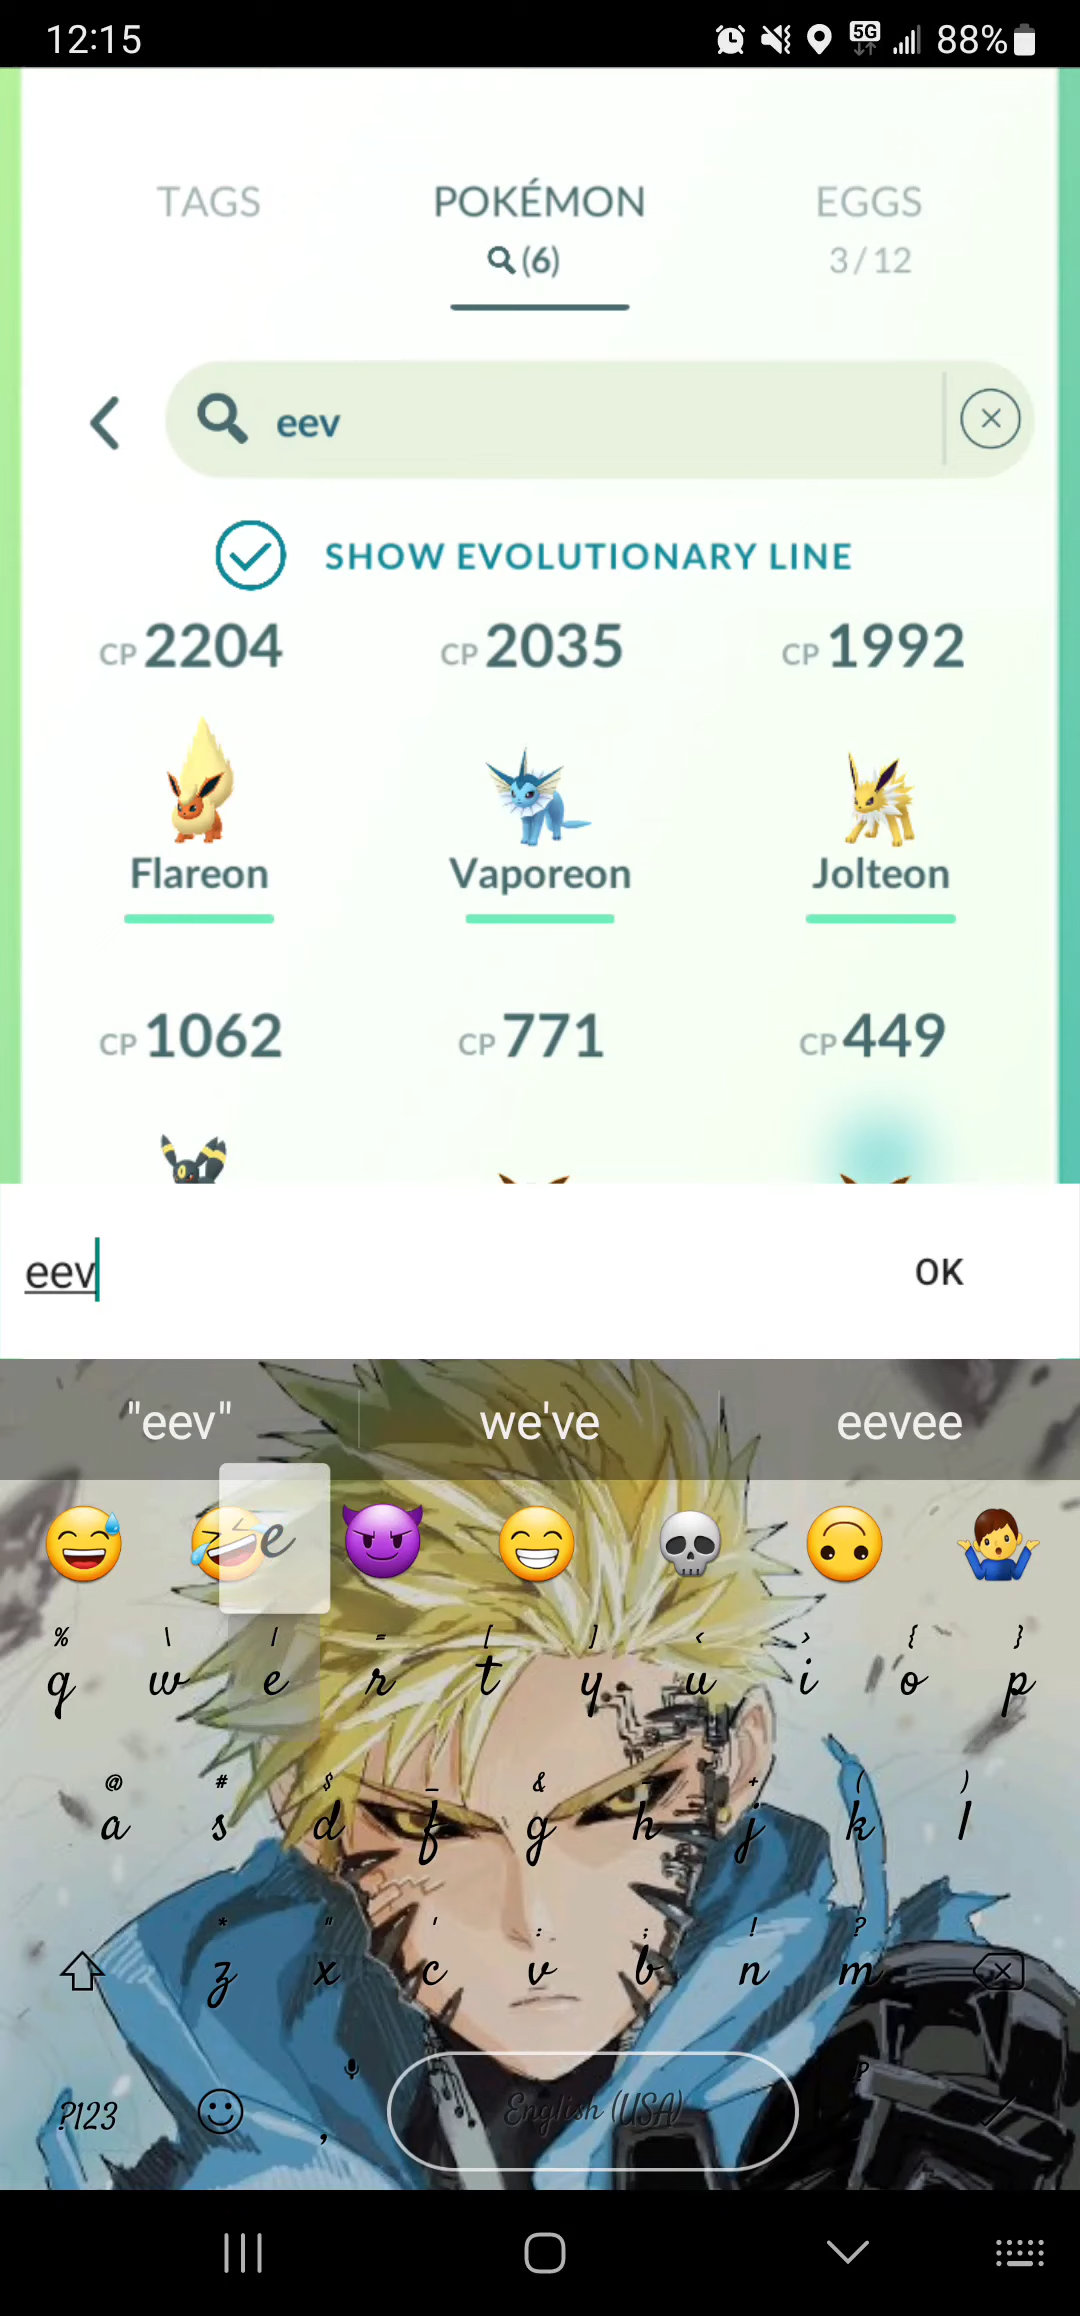 12:15 5G 88%
TAGS POKÉMON EGGS
(6) 3/12
eev
SHOW EVOLUTIONARY LINE
CP 2204 CP 2035 CP 1992
Flareon Vaporeon Jolteon
CP 1062 CP 771 CP 449
eev OK
"eev" we've eevee
e
% \ | = [ ] < > { }
q w e r t y u i o p
@ # $ _ & - + ( )
a s d f g h j k l
* " ' : ; ! ?
z x c v b n m
?123 , English (USA)